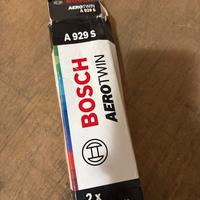 AEROTWIN
A 929 S
A 929 S
BOSCH
AEROTWIN
2 x